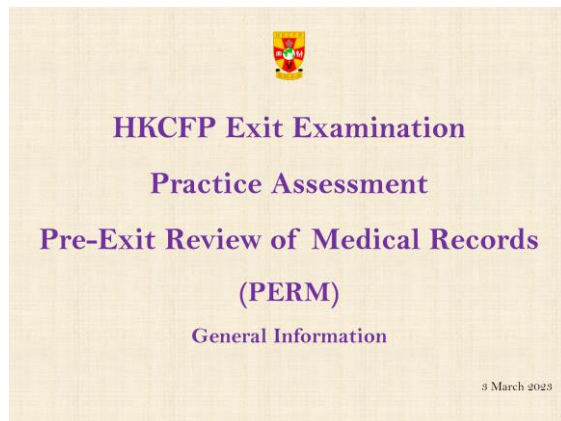 HKCFP Exit Examination
Practice Assessment
Pre-Exit Review of Medical Records
(PERM)
General Information
3 March 2023